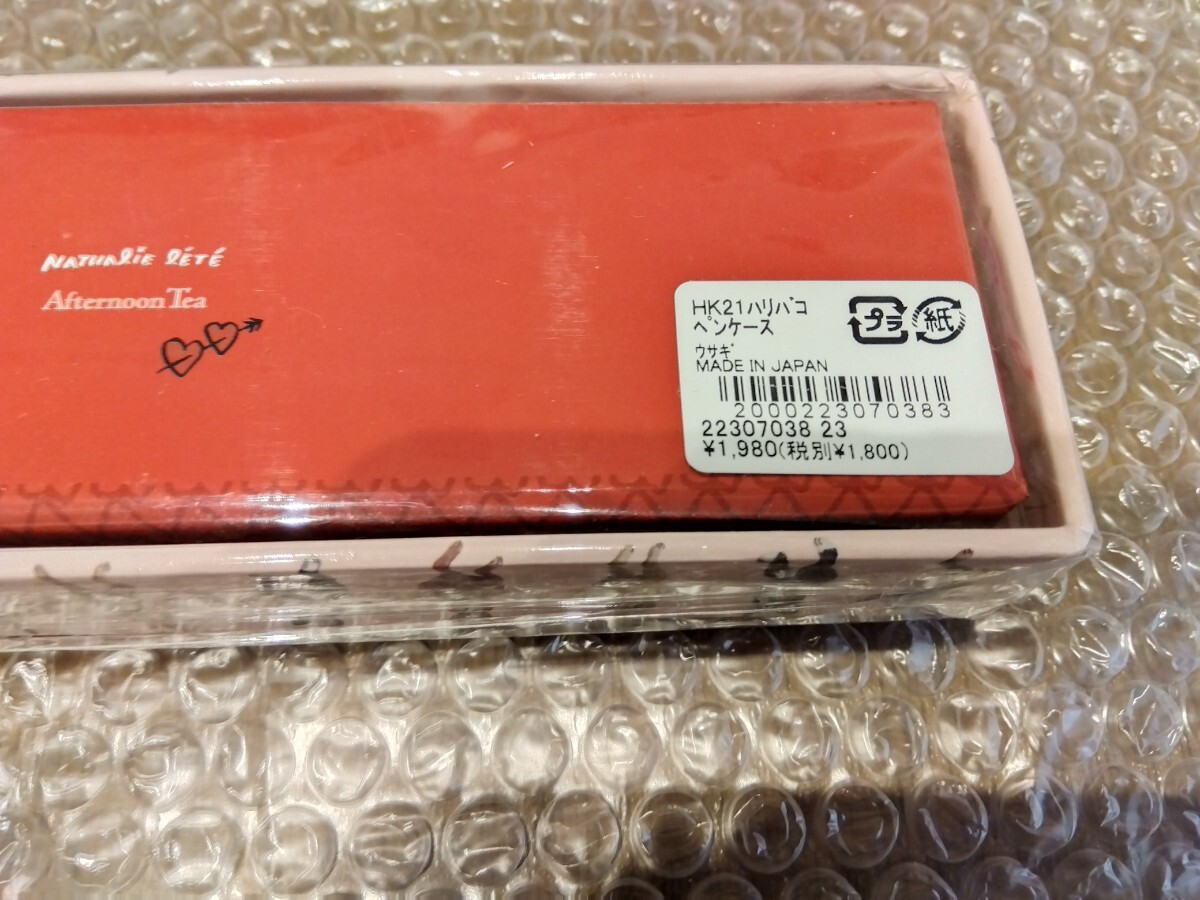 NATHALIE LÉTÉ
Afternoon Tea
HK21ハリバコ
ペンケース
プラ
紙
ウサギ
MADE IN JAPAN
2000223070383
22307038 23
¥1,980(税別¥1,800)